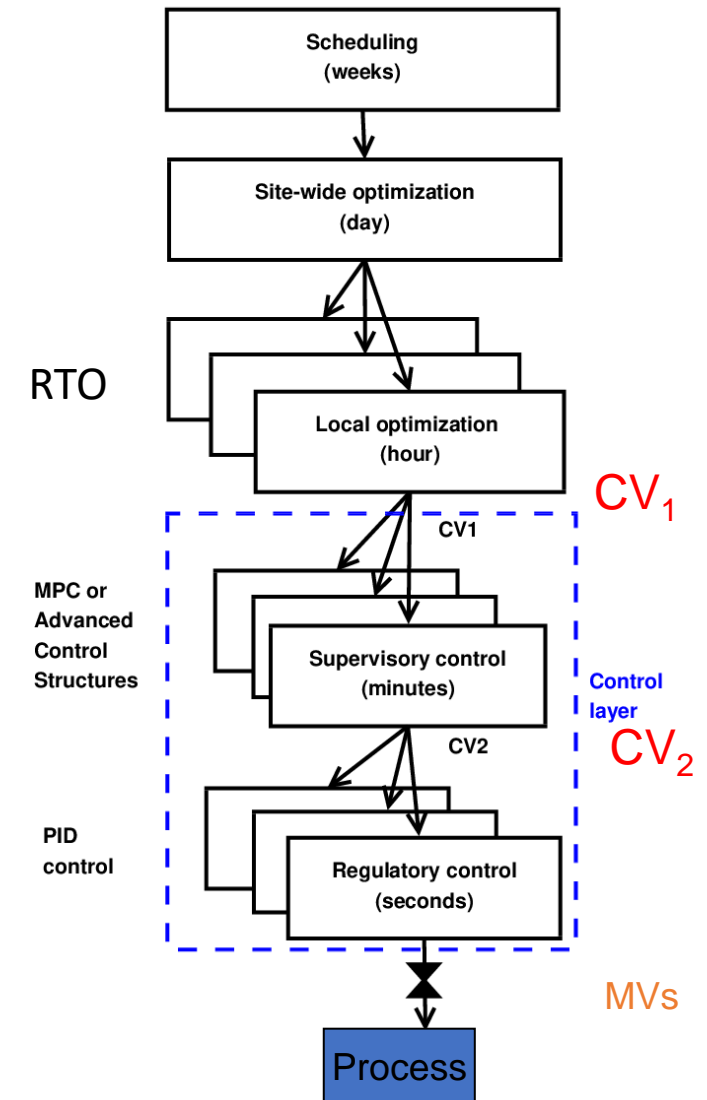 Scheduling
(weeks)
Site-wide optimization
(day)
RTO
Local optimization
(hour)
CV₁
CV1
MPC or
Advanced
Control
Structures
Supervisory control
(minutes)
Control
layer
CV2
CV₂
PID
control
Regulatory control
(seconds)
MVs
Process